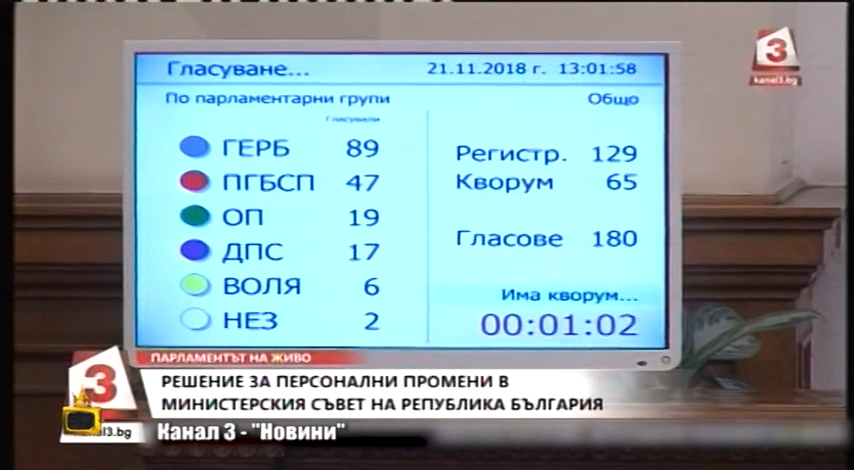 Гласуване... 21.11.2018 г. 13:01:58
По парламентарни групи Общо
Гласували
ГЕРБ 89
ПГБСП 47
ОП 19
ДПС 17
ВОЛЯ 6
НЕЗ 2
Регистр. 129
Кворум 65
Гласове 180
Има кворум...
00:01:02
3
kanal3.bg
ПАРЛАМЕНТЪТ НА ЖИВО
РЕШЕНИЕ ЗА ПЕРСОНАЛНИ ПРОМЕНИ В
МИНИСТЕРСКИЯ СЪВЕТ НА РЕПУБЛИКА БЪЛГАРИЯ
3
nal3.bg
Канал 3 - "Новини"